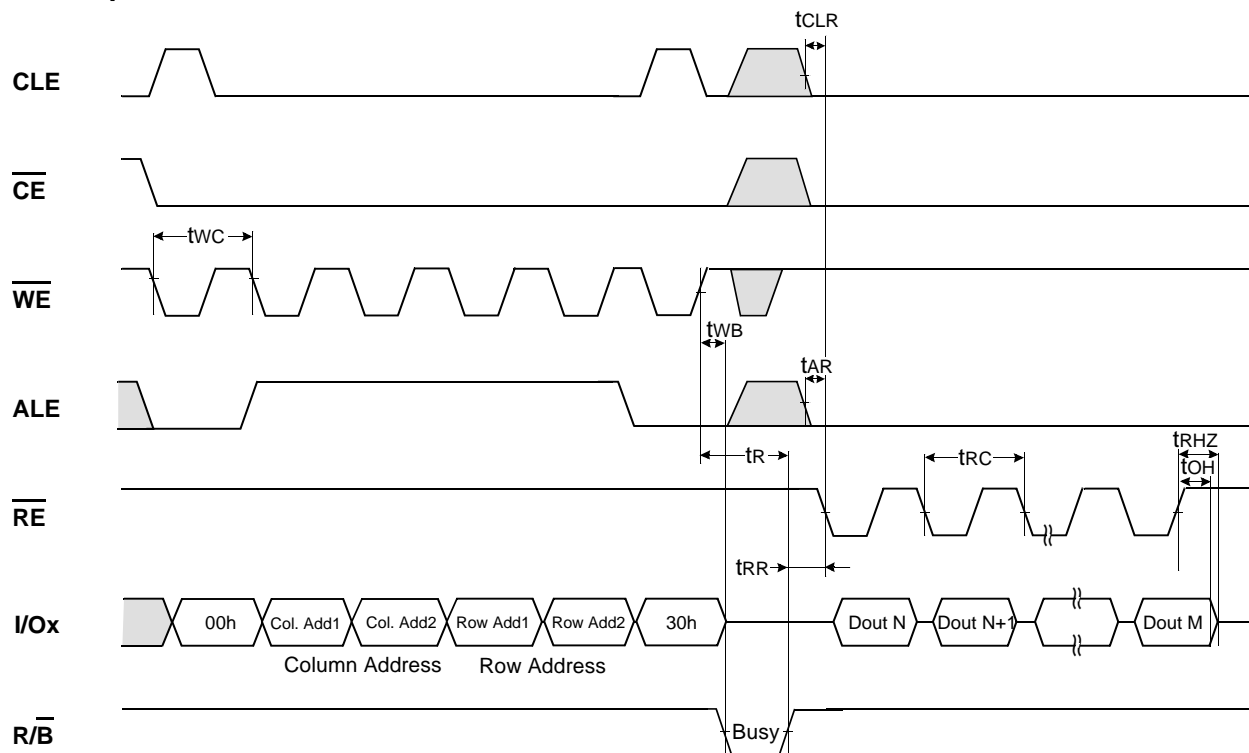 tCLR
CLE
CE
tWC
WE
tWB
tAR
ALE
tRHZ
tR
tRC
tOH
RE
tRR
I/Ox
00h
Col. Add1
Col. Add2
Row Add1
Row Add2
30h
Dout N
Dout N+1
Dout M
Column Address
Row Address
R/B
Busy